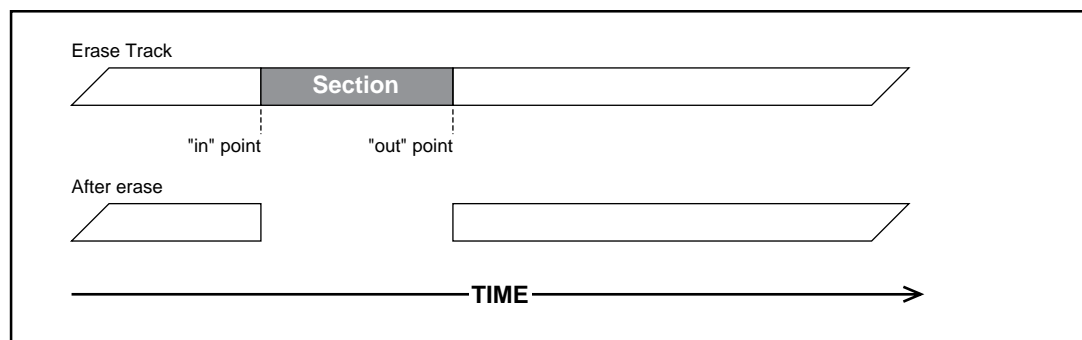 Erase Track
Section
"in" point
"out" point
After erase
TIME